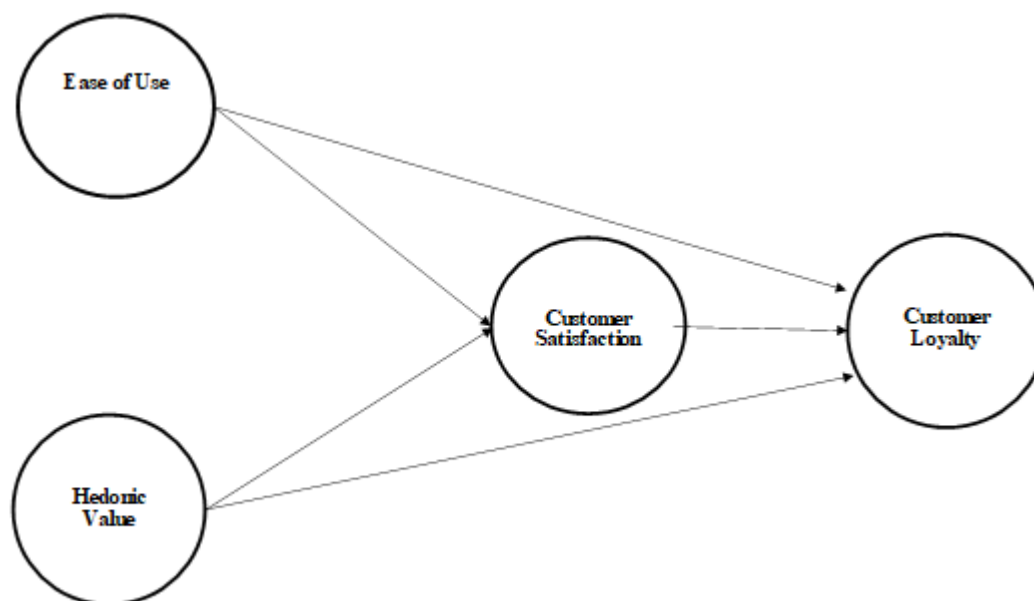 Ease of Use
Customer
Satisfaction
Customer
Loyalty
Hedonic
Value